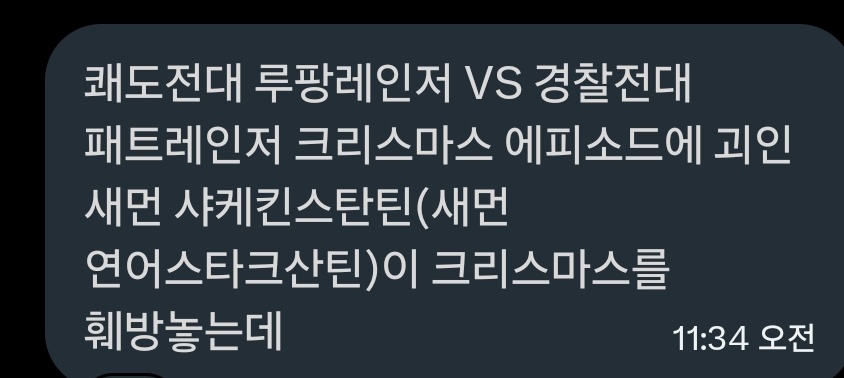 쾌도전대 루팡레인저 VS 경찰전대
패트레인저 크리스마스 에피소드에 괴인
새먼 샤케킨스탄틴(새먼
연어스타크산틴)이 크리스마스를
훼방놓는데
11:34 오전